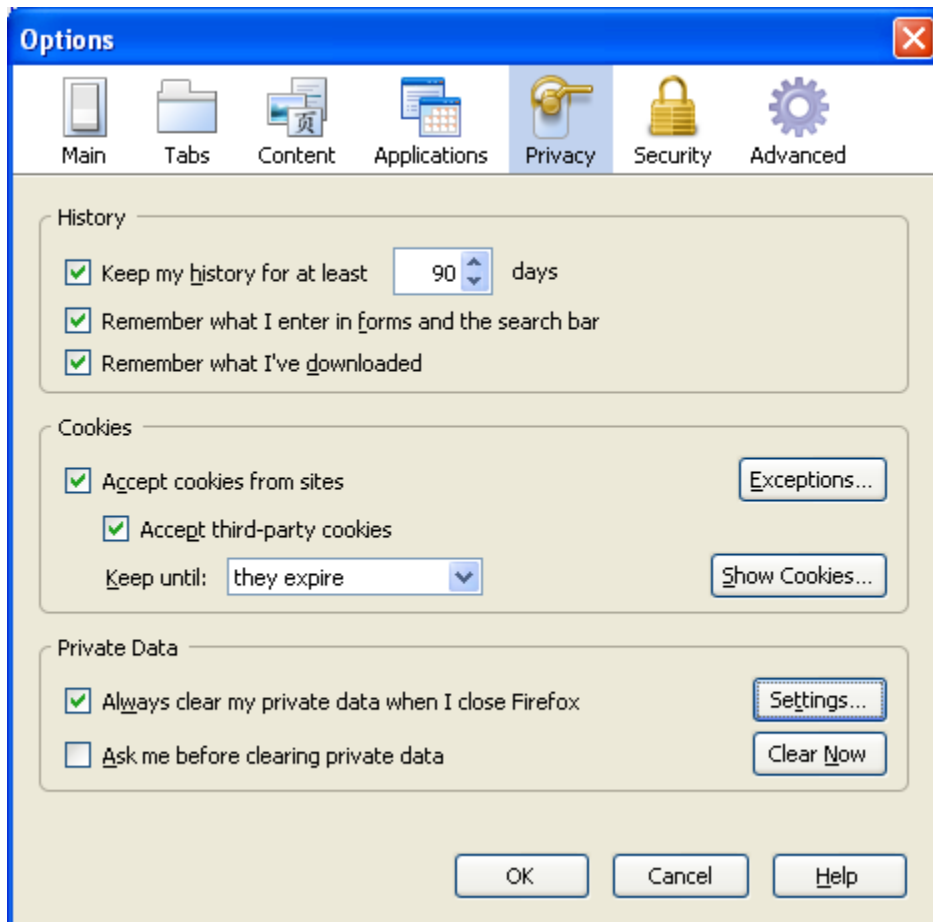 Options
页
Main Tabs Content Applications Privacy Security Advanced
History
Keep my history for at least 90 days
Remember what I enter in forms and the search bar
Remember what I've downloaded
Cookies
Accept cookies from sites Exceptions...
Accept third-party cookies
Keep until: they expire Show Cookies...
Private Data
Always clear my private data when I close Firefox Settings...
Ask me before clearing private data Clear Now
OK Cancel Help